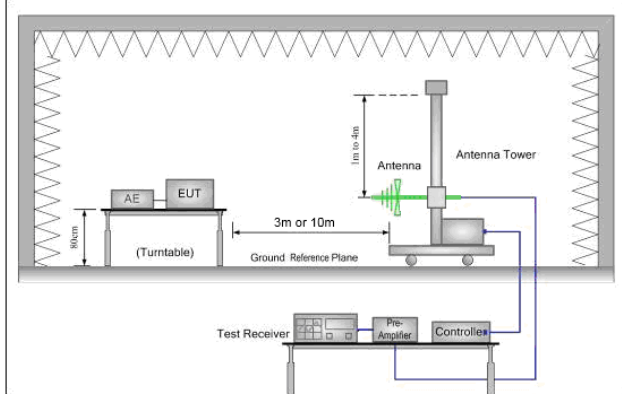 1m to 4m
Antenna
Antenna Tower
AE
EUT
80cm
(Turntable)
3m or 10m
Ground Reference Plane
Test Receiver
Pre-
Amplifier
Controller